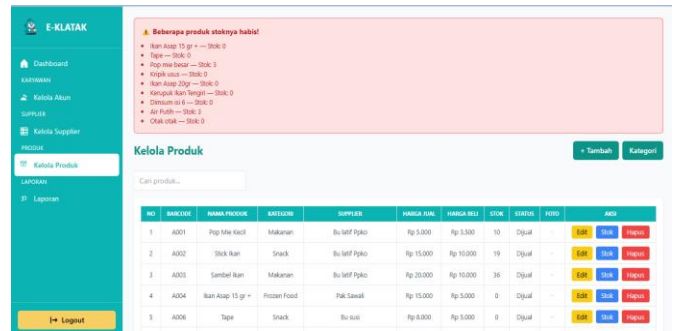 E-KLATAK
Dashboard
KARYAWAN
Kelola Akun
SUPPLIER
Kelola Supplier
PRODUK
Kelola Produk
LAPORAN
Laporan
Logout
Beberapa produk stoknya habis!
Ikan Asap 15 gr + — Stok: 0
Tape — Stok: 0
Pop mie besar — Stok: 3
Kripik usus — Stok: 0
Ikan Asap 20gr — Stok: 0
Kerupuk Ikan Tengiri — Stok: 0
Dimsum isi 6 — Stok: 0
Air Putih — Stok: 3
Otak otak — Stok: 0
Kelola Produk
+ Tambah Kategori
Cari produk...
NO BARCODE NAMA PRODUK KATEGORI SUPPLIER HARGA JUAL HARGA BELI STOK STATUS FOTO AKSI
1 A001 Pop Mie Kecil Makanan Bu latif Ppko Rp 5.000 Rp 3.500 10 Dijual - Edit Stok Hapus
2 A002 Stick Ikan Snack Bu latif Ppko Rp 15.000 Rp 10.000 19 Dijual - Edit Stok Hapus
3 A003 Sambel Ikan Makanan Bu latif Ppko Rp 20.000 Rp 10.000 36 Dijual - Edit Stok Hapus
4 A004 Ikan Asap 15 gr + Frozen Food Pak Sawali Rp 15.000 Rp 5.000 0 Dijual - Edit Stok Hapus
5 A006 Tape Snack Bu susi Rp 8.000 Rp 5.000 0 Dijual - Edit Stok Hapus